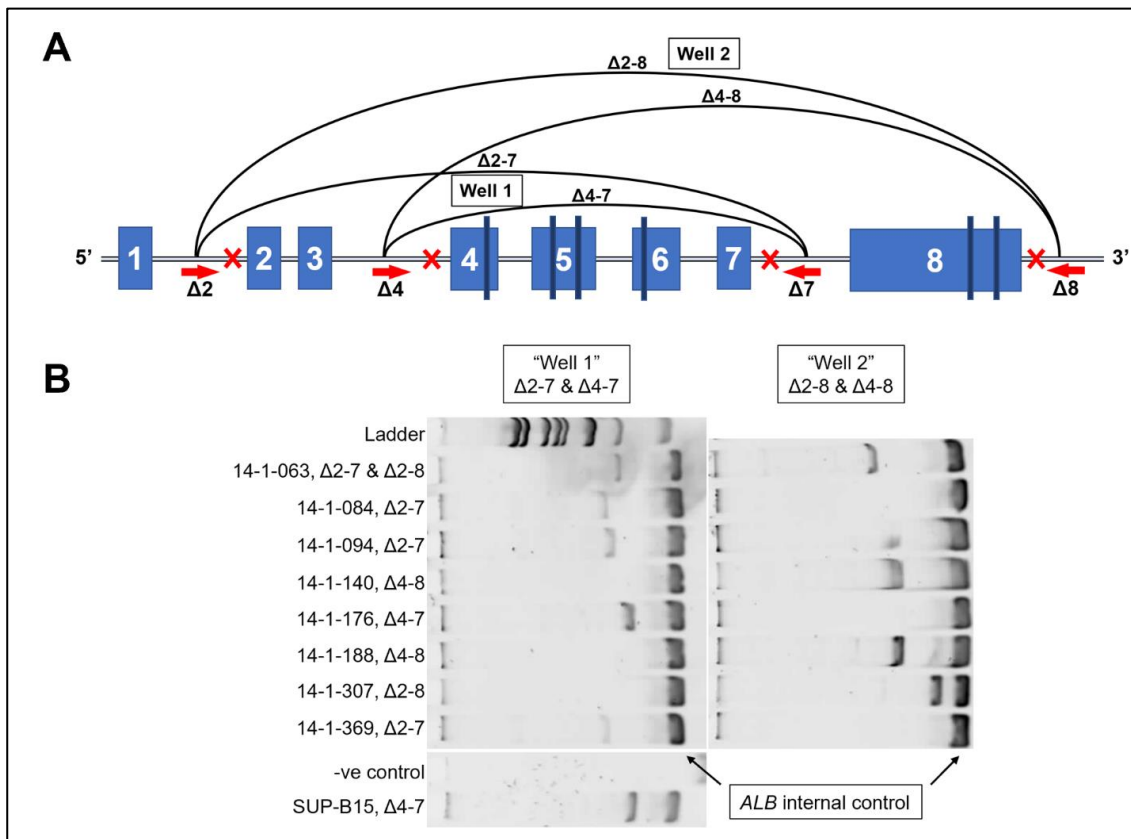 A
Well 2
Δ2-8
Δ4-8
Δ2-7
Well 1
Δ4-7
5’ 1 2 3 4 5 6 7 8 3’
Δ2 Δ4 Δ7 Δ8
B
“Well 1”
Δ2-7 & Δ4-7
“Well 2”
Δ2-8 & Δ4-8
Ladder
14-1-063, Δ2-7 & Δ2-8
14-1-084, Δ2-7
14-1-094, Δ2-7
14-1-140, Δ4-8
14-1-176, Δ4-7
14-1-188, Δ4-8
14-1-307, Δ2-8
14-1-369, Δ2-7
-ve control
SUP-B15, Δ4-7
ALB internal control